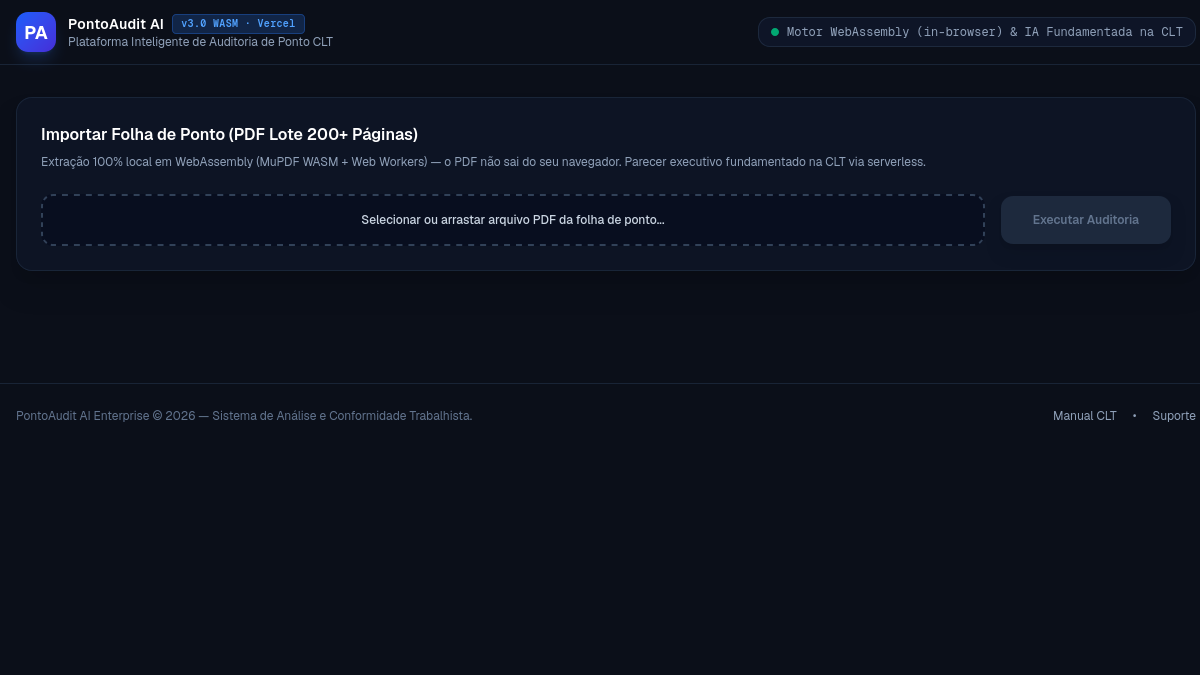 PA
PontoAudit AI
v3.0 WASM · Vercel
Plataforma Inteligente de Auditoria de Ponto CLT
Motor WebAssembly (in-browser) & IA Fundamentada na CLT
Importar Folha de Ponto (PDF Lote 200+ Páginas)
Extração 100% local em WebAssembly (MuPDF WASM + Web Workers) — o PDF não sai do seu navegador. Parecer executivo fundamentado na CLT via serverless.
Selecionar ou arrastar arquivo PDF da folha de ponto...
Executar Auditoria
PontoAudit AI Enterprise © 2026 — Sistema de Análise e Conformidade Trabalhista.
Manual CLT • Suporte